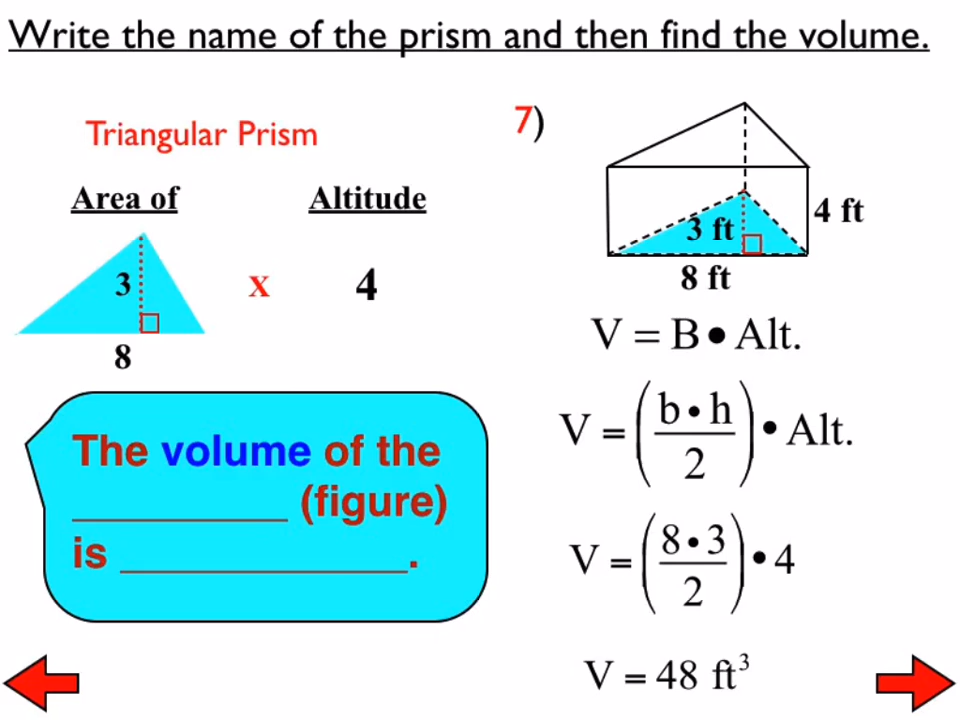 Write the name of the prism and then find the volume.
Triangular Prism
Area of
Altitude
3
8
x
4
The volume of the
__________ (figure)
is _____________.
7)
3 ft
4 ft
8 ft
V = B • Alt.
V = (b • h / 2) • Alt.
V = (8 • 3 / 2) • 4
V = 48 ft³